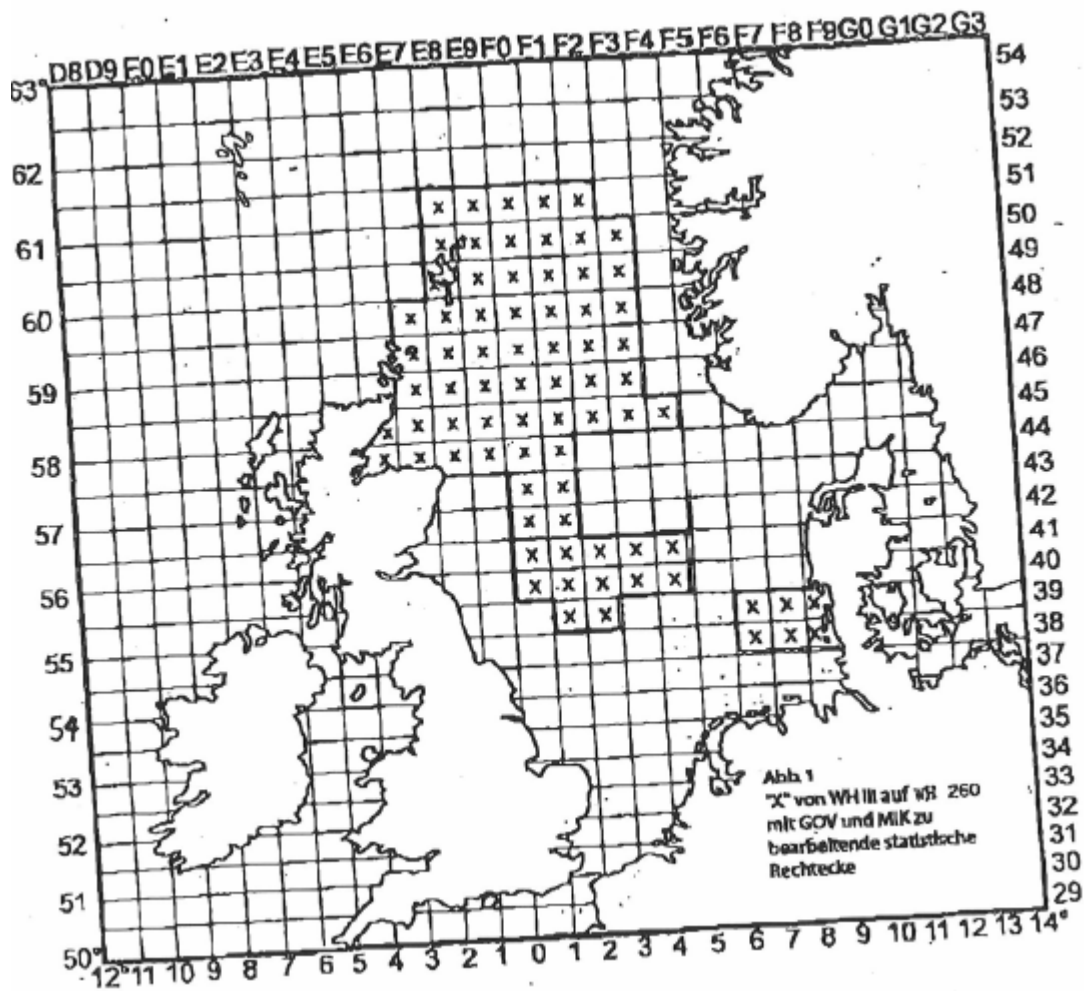 D8 D9 E0 E1 E2 E3 E4 E5 E6 E7 E8 E9 F0 F1 F2 F3 F4 F5 F6 F7 F8 F9 G0 G1 G2 G3
63°
62
61
60
59
58
57
56
55
54
53
52
51
50°
54
53
52
51
50
49
48
47
46
45
44
43
42
41
40
39
38
37
36
35
34
33
32
31
30
29
x x x x x
x x x x x x
x x x x x
x x x x x x x
x x x x x x x
x x x x x x x
x x x x x x x x x
x x x x x x
x x
x x
x x x x x
x x x x x
x x
x x x
x x x
Abb. 1
"X" von WH III auf WH 260
mit GOV und MIK zu
bearbeitende statistische
Rechtecke
12° 11 10 9 8 7 6 5 4 3 2 1 0 1 2 3 4 5 6 7 8 9 10 11 12 13 14°